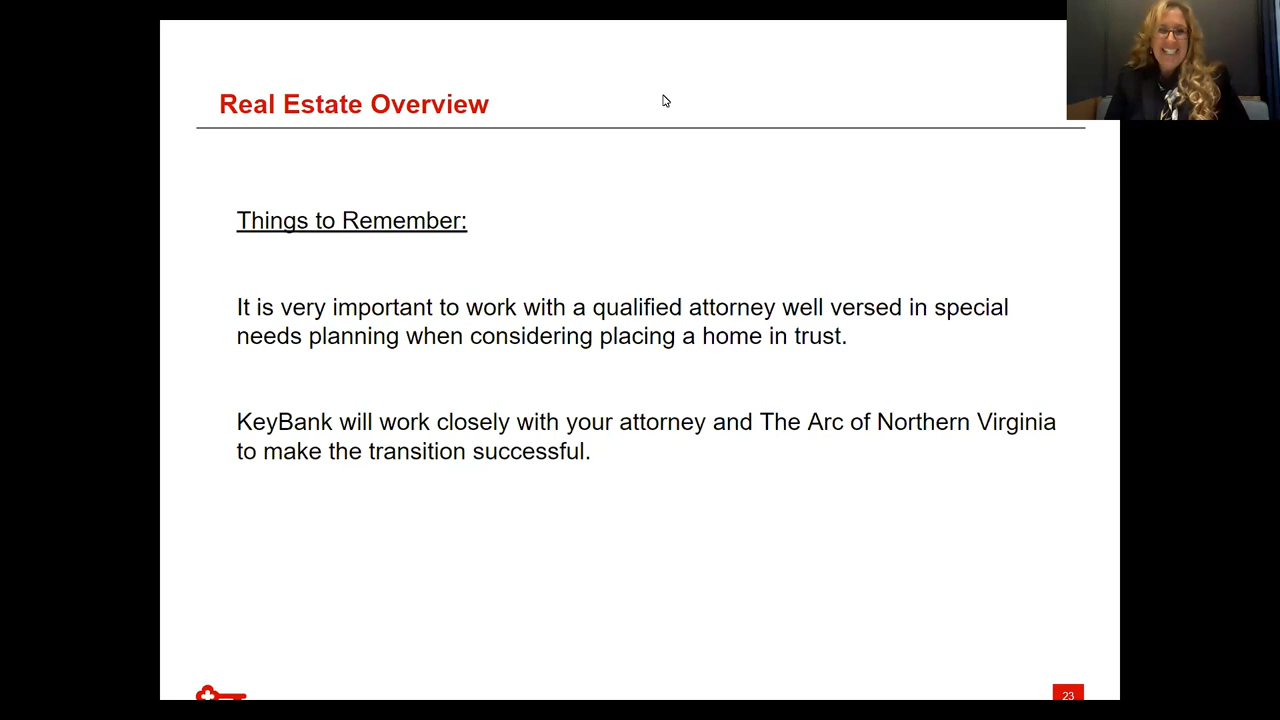 Real Estate Overview
Things to Remember:
It is very important to work with a qualified attorney well versed in special
needs planning when considering placing a home in trust.
KeyBank will work closely with your attorney and The Arc of Northern Virginia
to make the transition successful.
23